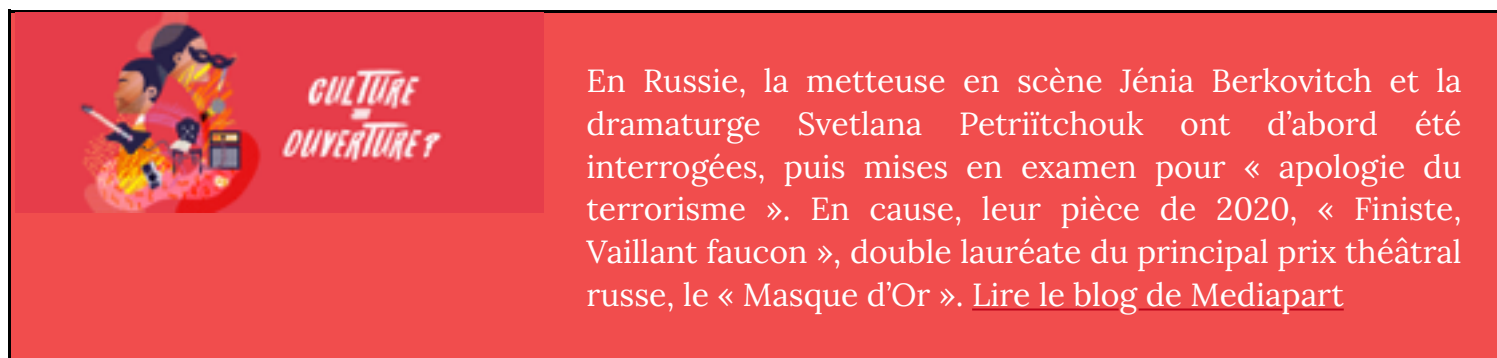 CULTURE
=
OUVERTURE ?
En Russie, la metteuse en scène Jénia Berkovitch et la
dramaturge Svetlana Petriïtchouk ont d’abord été
interrogées, puis mises en examen pour « apologie du
terrorisme ». En cause, leur pièce de 2020, « Finiste,
Vaillant faucon », double lauréate du principal prix théâtral
russe, le « Masque d’Or ». Lire le blog de Mediapart